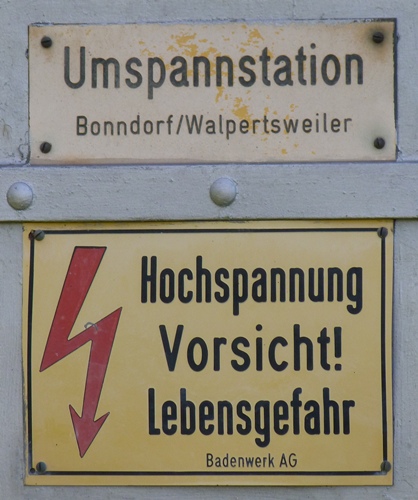 Umspannstation
Bonndorf/Walpertsweiler
Hochspannung
Vorsicht!
Lebensgefahr
Badenwerk AG